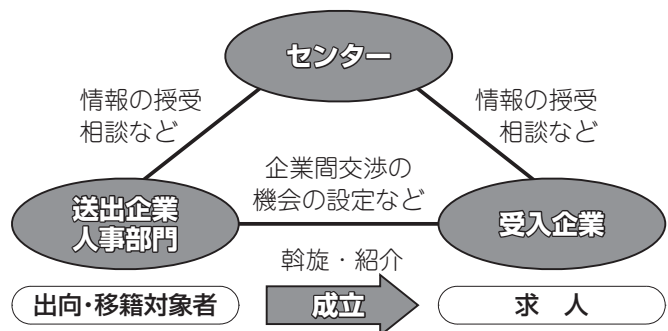 センター
情報の授受
相談など
情報の授受
相談など
企業間交渉の
機会の設定など
送出企業
人事部門
受入企業
斡旋・紹介
出向・移籍対象者
成立
求　人